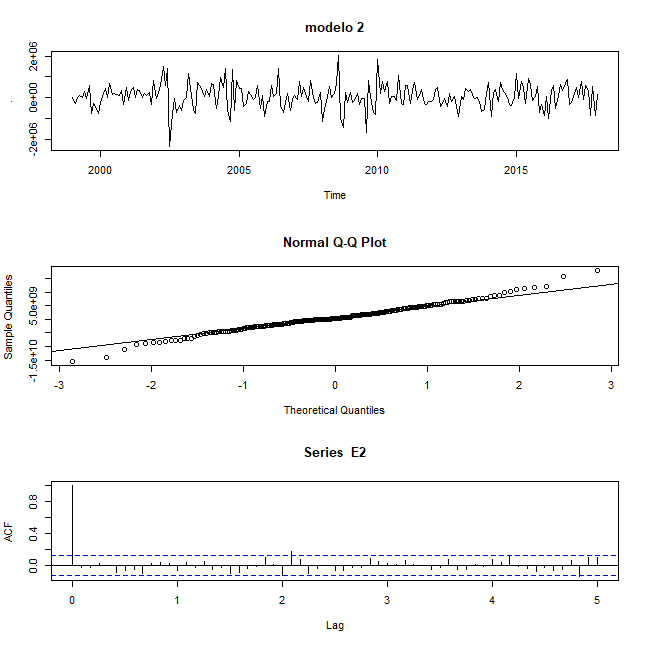 modelo 2
2e+06
0e+00
-2e+06
2000 2005 2010 2015
Time
Normal Q-Q Plot
Sample Quantiles
5.0e+09
-1.5e+10
-3 -2 -1 0 1 2 3
Theoretical Quantiles
Series E2
ACF
0.8
0.4
0.0
0 1 2 3 4 5
Lag